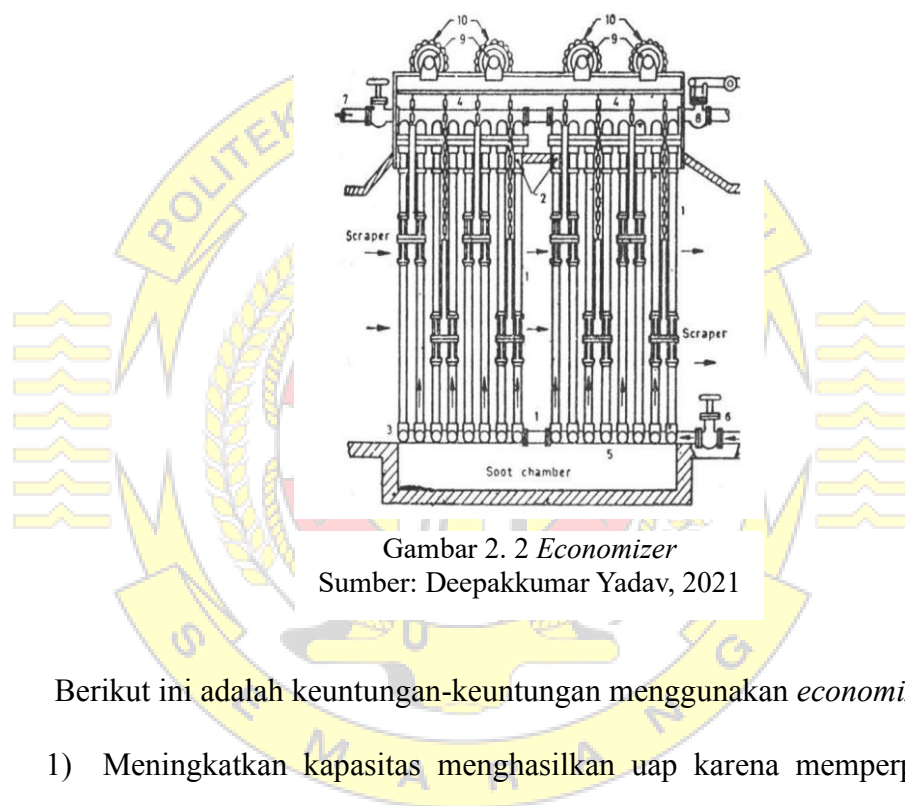 10 10
9 9
7 4 4 8
POLITEK
2 1
Scraper
1
Scraper
3 1 5 6
Soot chamber
Gambar 2. 2 Economizer
Sumber: Deepakkumar Yadav, 2021
SEMARANG
Berikut ini adalah keuntungan-keuntungan menggunakan
1) Meningkatkan kapasitas menghasilkan uap karena